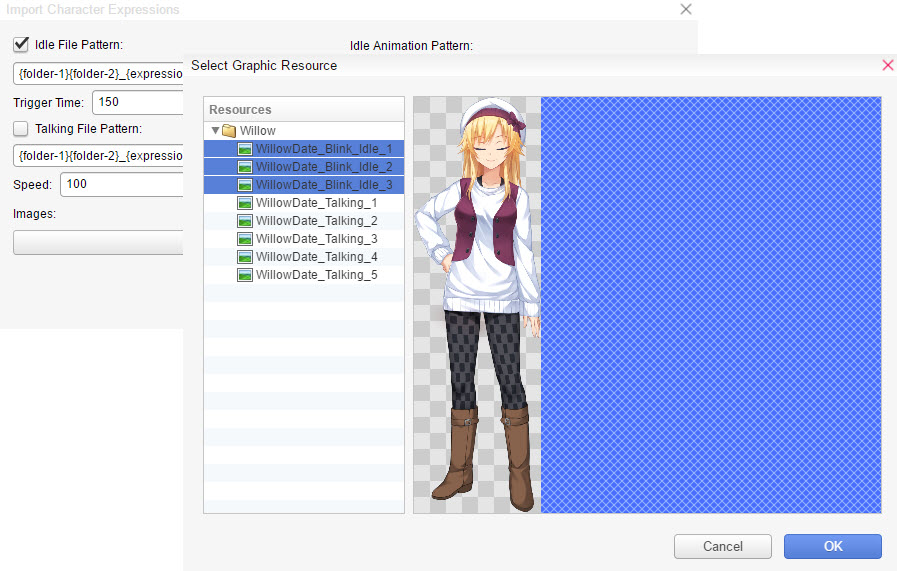 Import Character Expressions
Idle File Pattern:
Idle Animation Pattern:
{folder-1}{folder-2}_{expressio
Trigger Time:
150
Talking File Pattern:
{folder-1}{folder-2}_{expressio
Speed:
100
Images:
Select Graphic Resource
Resources
Willow
WillowDate_Blink_Idle_1
WillowDate_Blink_Idle_2
WillowDate_Blink_Idle_3
WillowDate_Talking_1
WillowDate_Talking_2
WillowDate_Talking_3
WillowDate_Talking_4
WillowDate_Talking_5
Cancel
OK